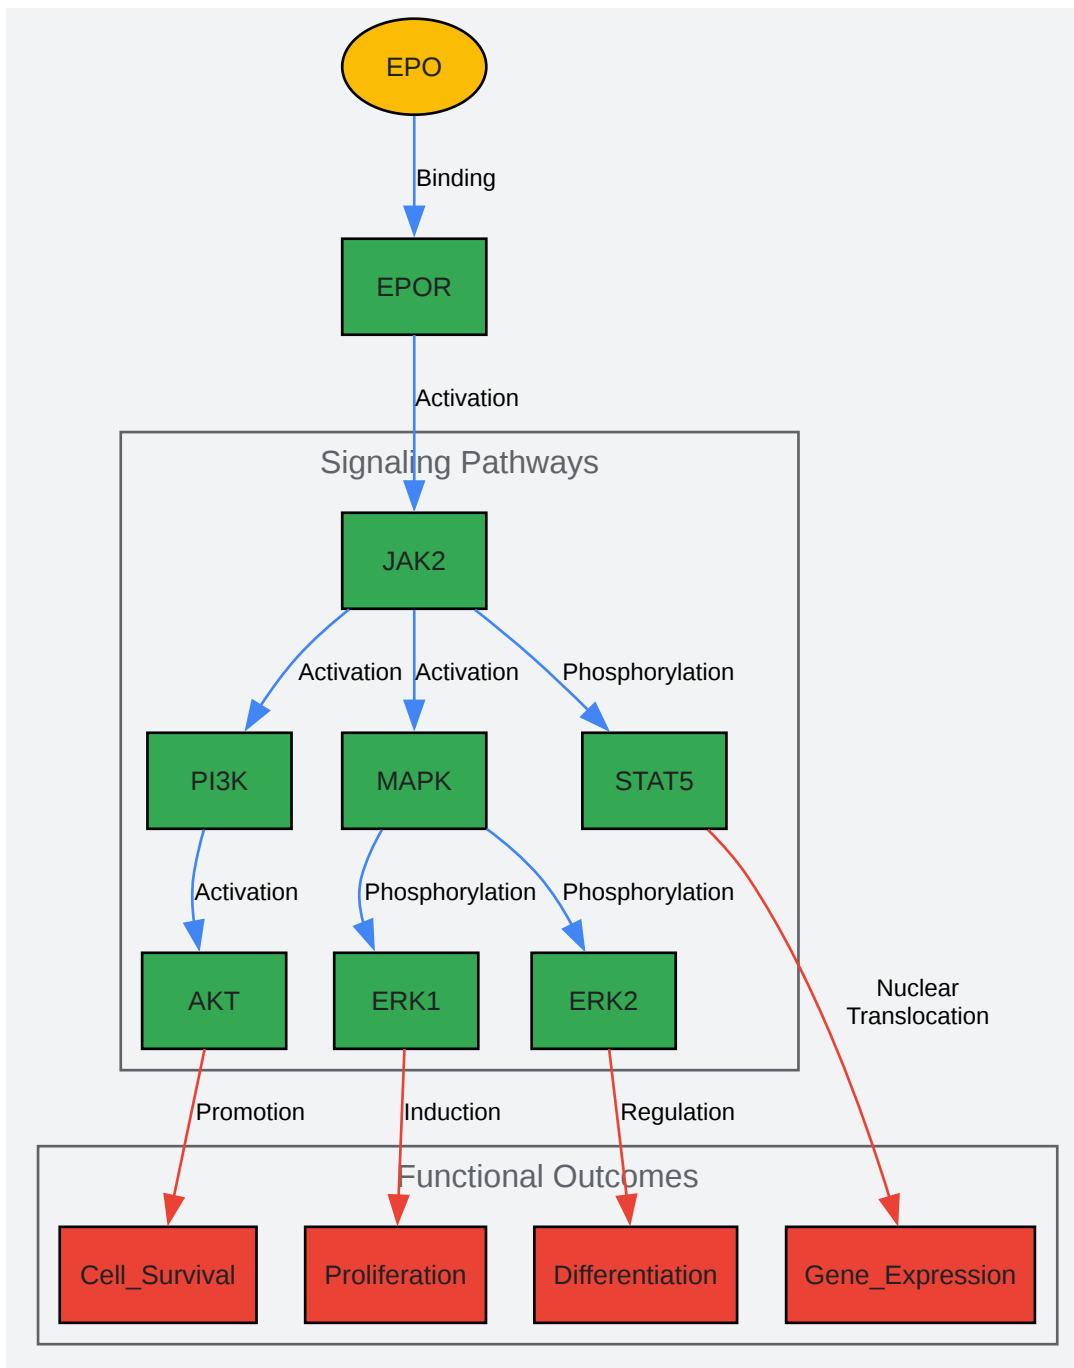 EPO
Binding
EPOR
Activation
Signaling Pathways
JAK2
Activation
Activation
Phosphorylation
PI3K
MAPK
STAT5
Activation
Phosphorylation
Phosphorylation
AKT
ERK1
ERK2
Nuclear
Translocation
Promotion
Induction
Regulation
Functional Outcomes
Cell_Survival
Proliferation
Differentiation
Gene_Expression